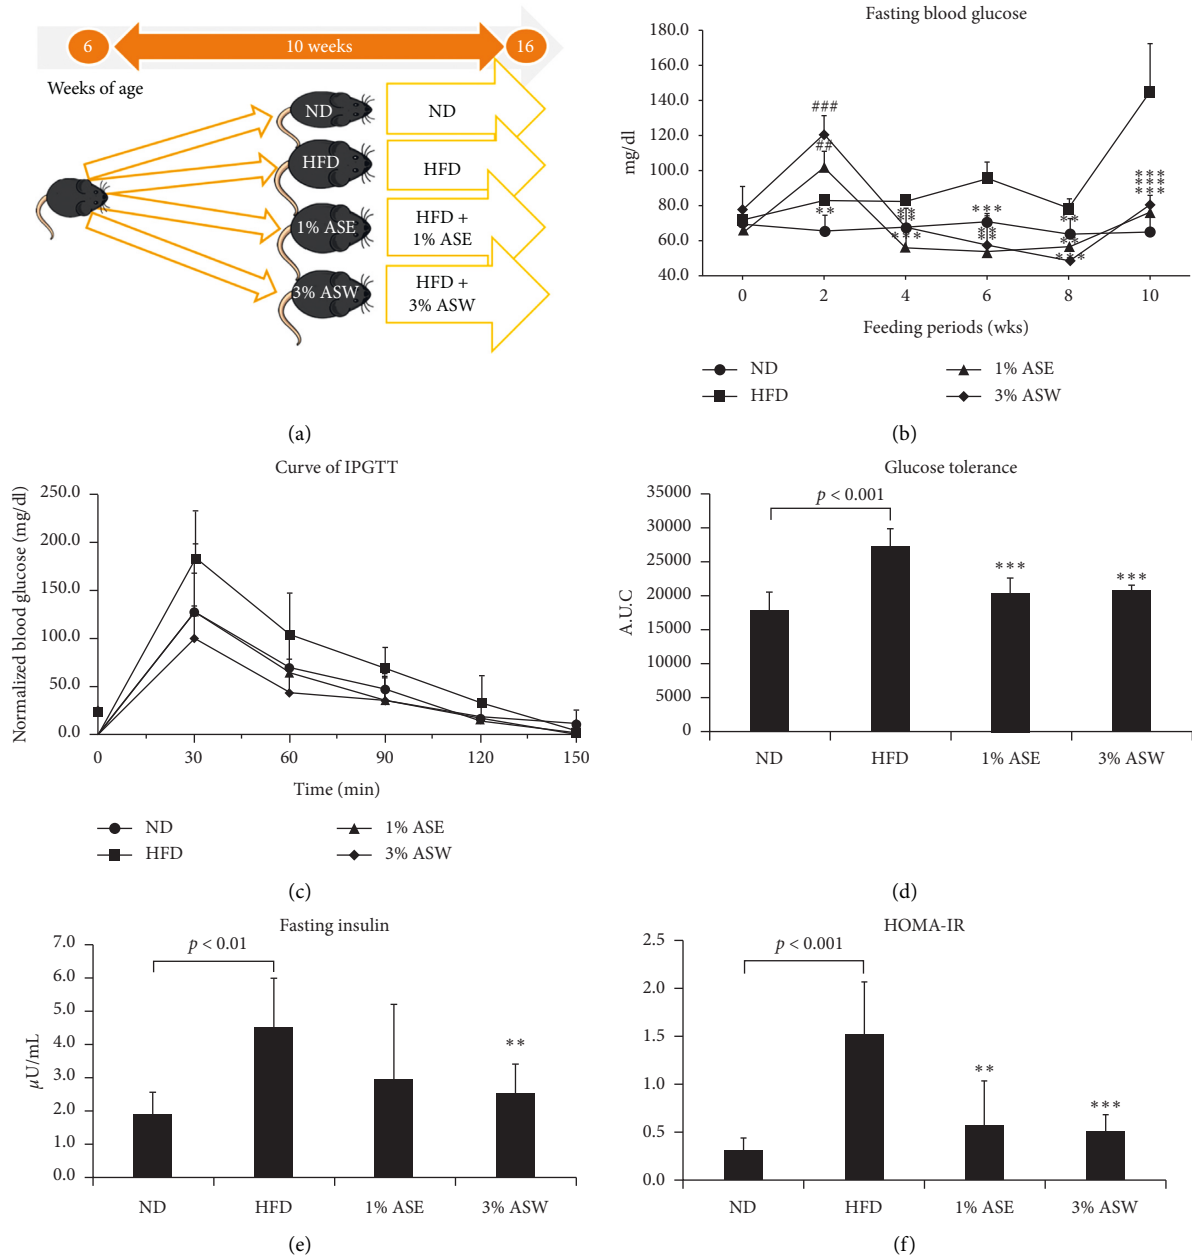 6
10 weeks
16
Weeks of age
ND
HFD
1% ASE
3% ASW
ND
HFD
HFD +
1% ASE
HFD +
3% ASW
(a)
Fasting blood glucose
mg/dl
180.0
160.0
140.0
120.0
100.0
80.0
60.0
40.0
###
##
**
**
**
***
***
**
**
**
**
***
***
***
***
0
2
4
6
8
10
Feeding periods (wks)
ND
HFD
1% ASE
3% ASW
(b)
Curve of IPGTT
Normalized blood glucose (mg/dl)
250.0
200.0
150.0
100.0
50.0
0.0
0
30
60
90
120
150
Time (min)
ND
HFD
1% ASE
3% ASW
(c)
Glucose tolerance
A.U.C
35000
30000
25000
20000
15000
10000
5000
0
p < 0.001
***
***
ND
HFD
1% ASE
3% ASW
(d)
Fasting insulin
μU/mL
7.0
6.0
5.0
4.0
3.0
2.0
1.0
0.0
p < 0.01
**
ND
HFD
1% ASE
3% ASW
(e)
HOMA-IR
2.5
2.0
1.5
1.0
0.5
0.0
p < 0.001
**
***
ND
HFD
1% ASE
3% ASW
(f)